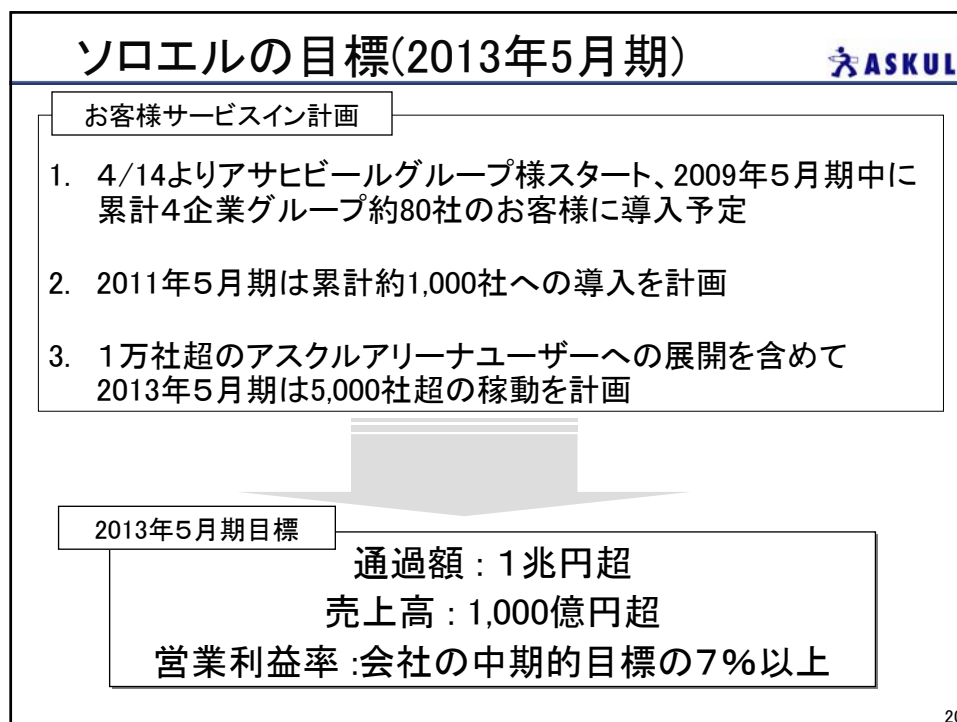 ソロエルの目標(2013年5月期)
ASKUL
お客様サービスイン計画
1. 4/14よりアサヒビールグループ様スタート、2009年5月期中に
累計4企業グループ約80社のお客様に導入予定
2. 2011年5月期は累計約1,000社への導入を計画
3. 1万社超のアスクルアリーナユーザーへの展開を含めて
2013年5月期は5,000社超の稼動を計画
2013年5月期目標
通過額 : 1兆円超
売上高 : 1,000億円超
営業利益率 :会社の中期的目標の7%以上
20